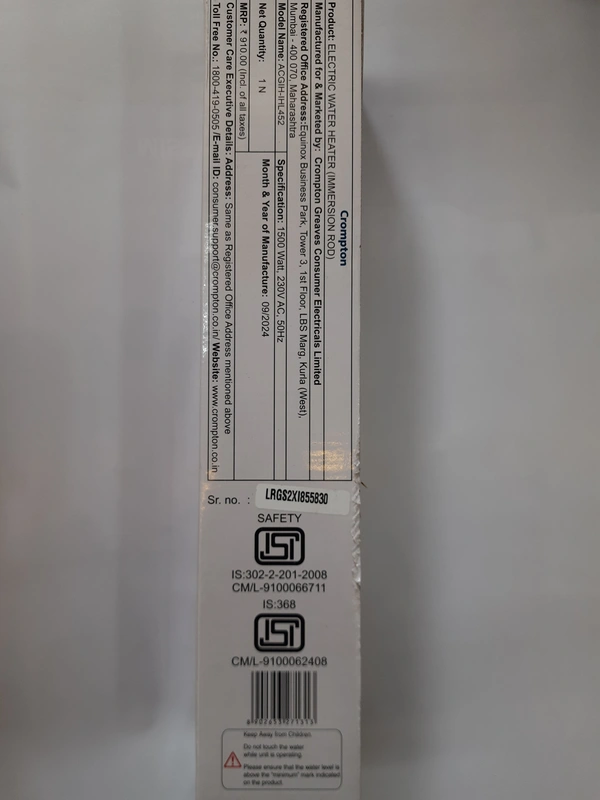 Crompton
Product: ELECTRIC WATER HEATER (IMMERSION ROD)
Manufactured for & Marketed by: Crompton Greaves Consumer Electricals Limited
Registered Office Address:Equinox Business Park, Tower 3, 1st Floor, LBS Marg, Kurla (West),
Mumbai - 400 070, Maharashtra
Model Name: ACGIH-IHL452
Specification: 1500 Watt, 230V AC, 50Hz
Net Quantity: 1 N
Month & Year of Manufacture: 09/2024
MRP: ₹ 910.00 (Incl. of all taxes)
Customer Care Executive Details: Address: Same as Registered Office Address mentioned above
Toll Free No.: 1800-419-0505 /E-mail ID: consumer.support@crompton.co.in/ Website: www.crompton.co.in
Sr. no. : LRGS2XI855830
SAFETY
ISI
IS:302-2-201-2008
CM/L-9100066711
IS:368
ISI
CM/L-9100062408
Keep Away from Children.
Do not touch the water
while unit is operating.
Please ensure that the water level is
above the "minimum" mark indicated
on the product.